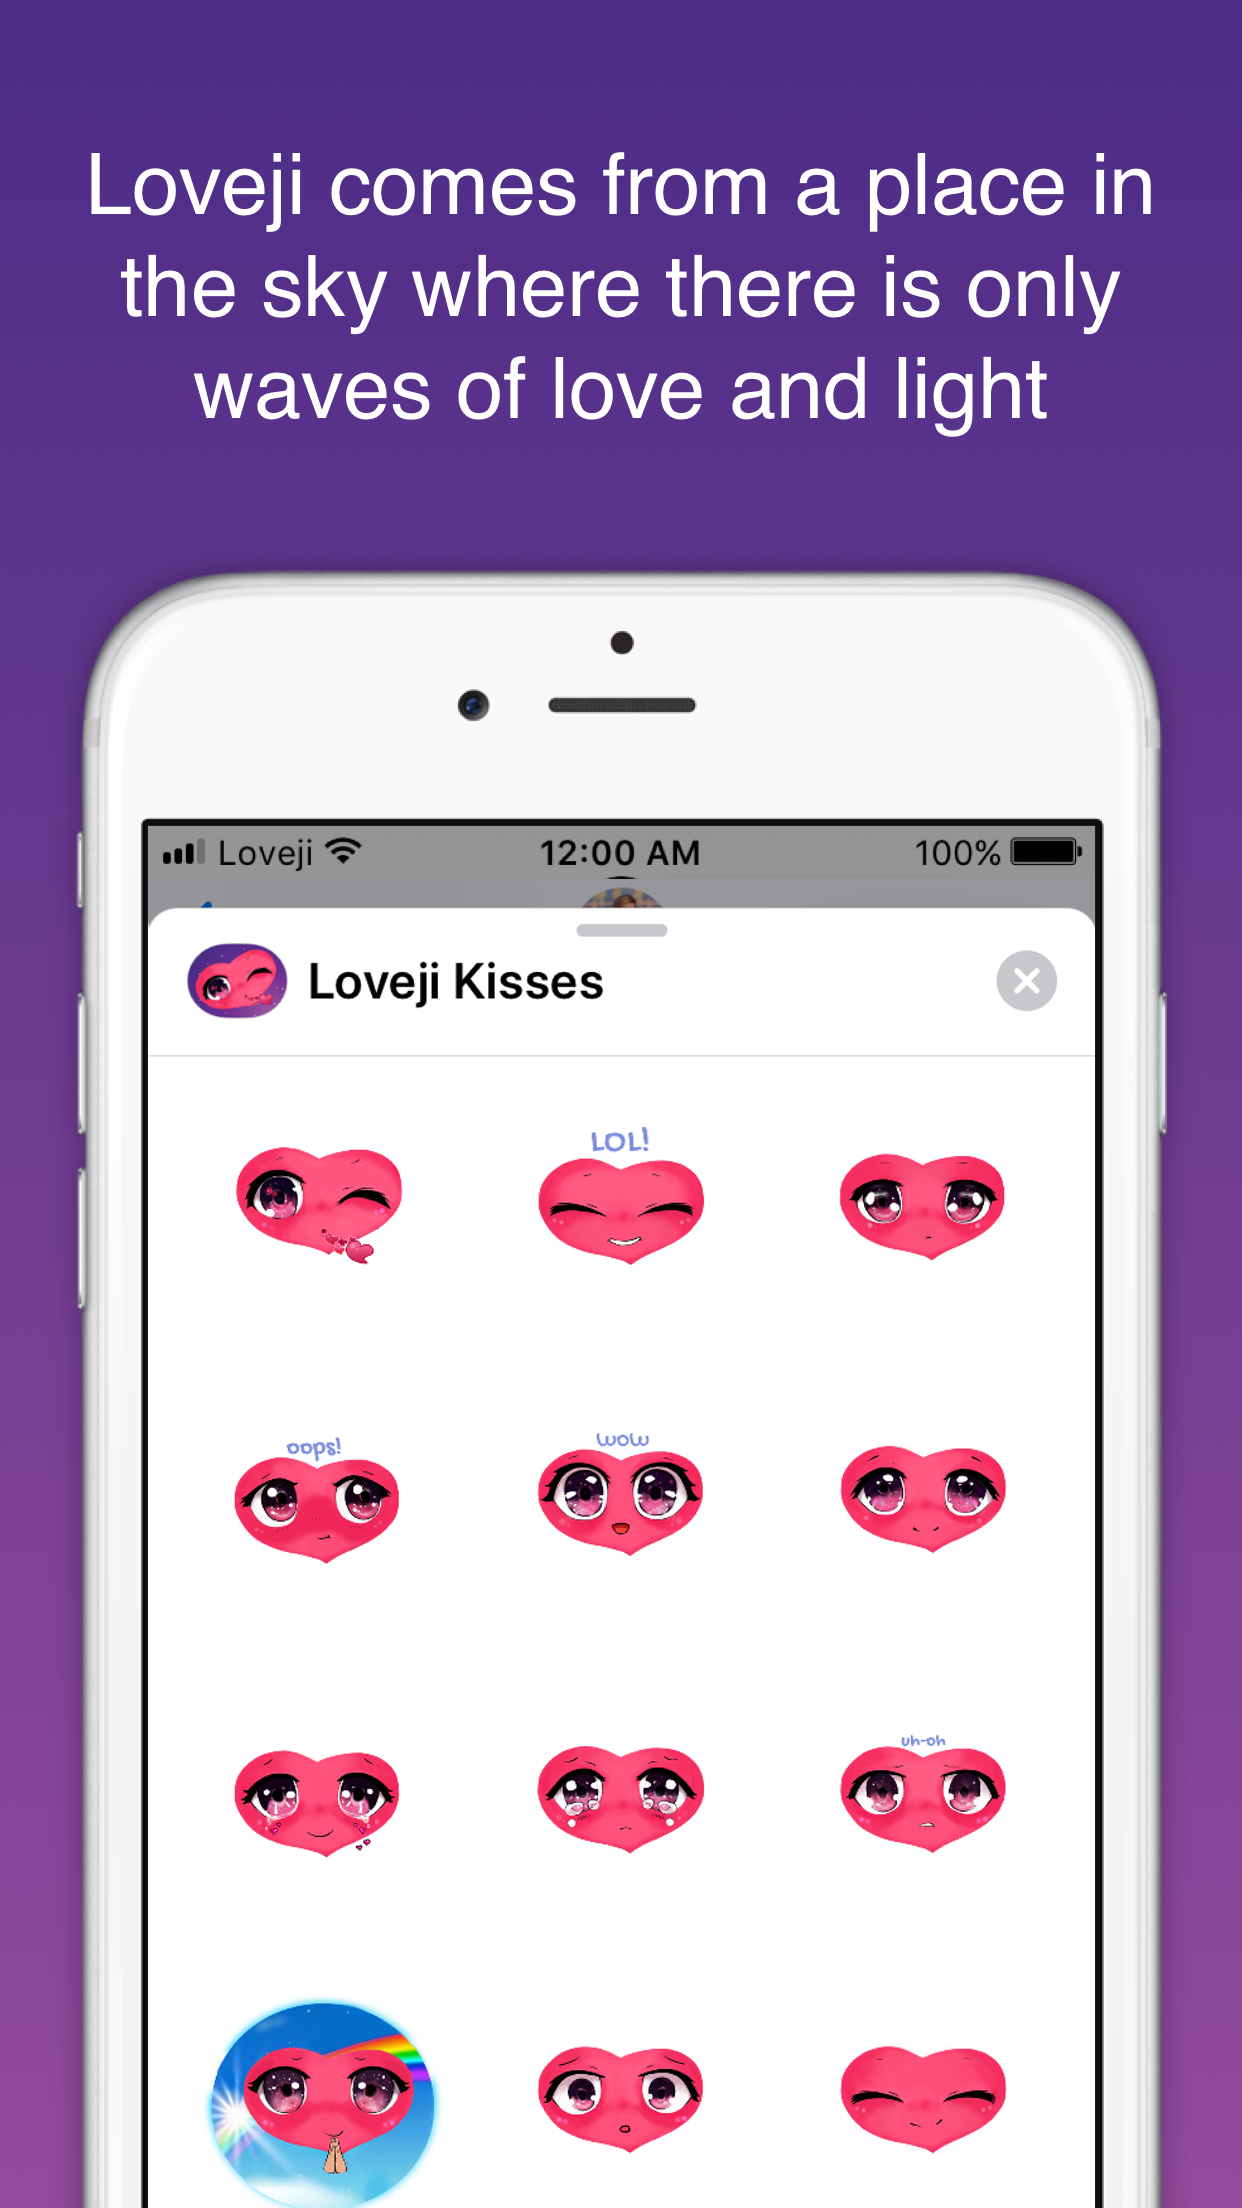 Loveji comes from a place in
the sky where there is only
waves of love and light
Loveji 12:00 AM 100%
Loveji Kisses
LOL!
oops!
wow
uh-oh